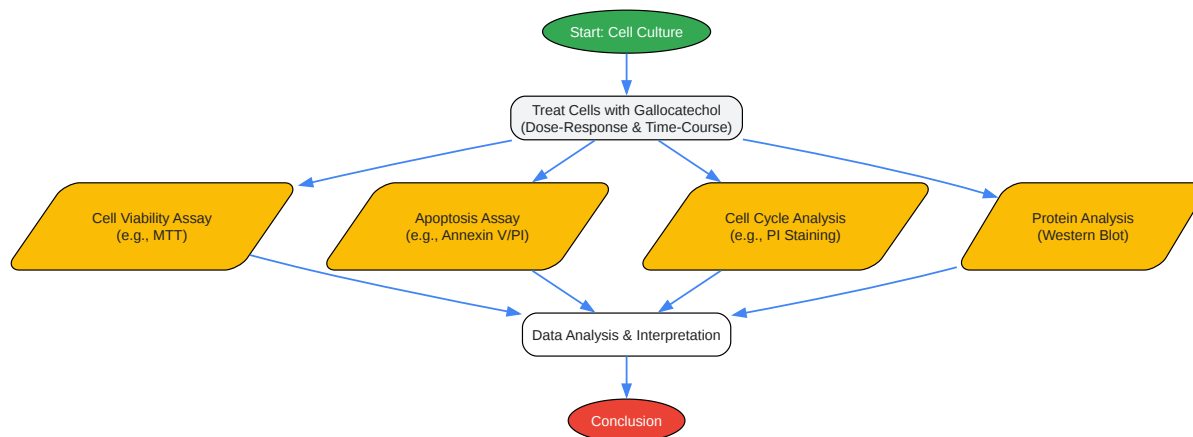 Start: Cell Culture
Treat Cells with Gallocatechol
(Dose-Response & Time-Course)
Cell Viability Assay
(e.g., MTT)
Apoptosis Assay
(e.g., Annexin V/PI)
Cell Cycle Analysis
(e.g., PI Staining)
Protein Analysis
(Western Blot)
Data Analysis & Interpretation
Conclusion